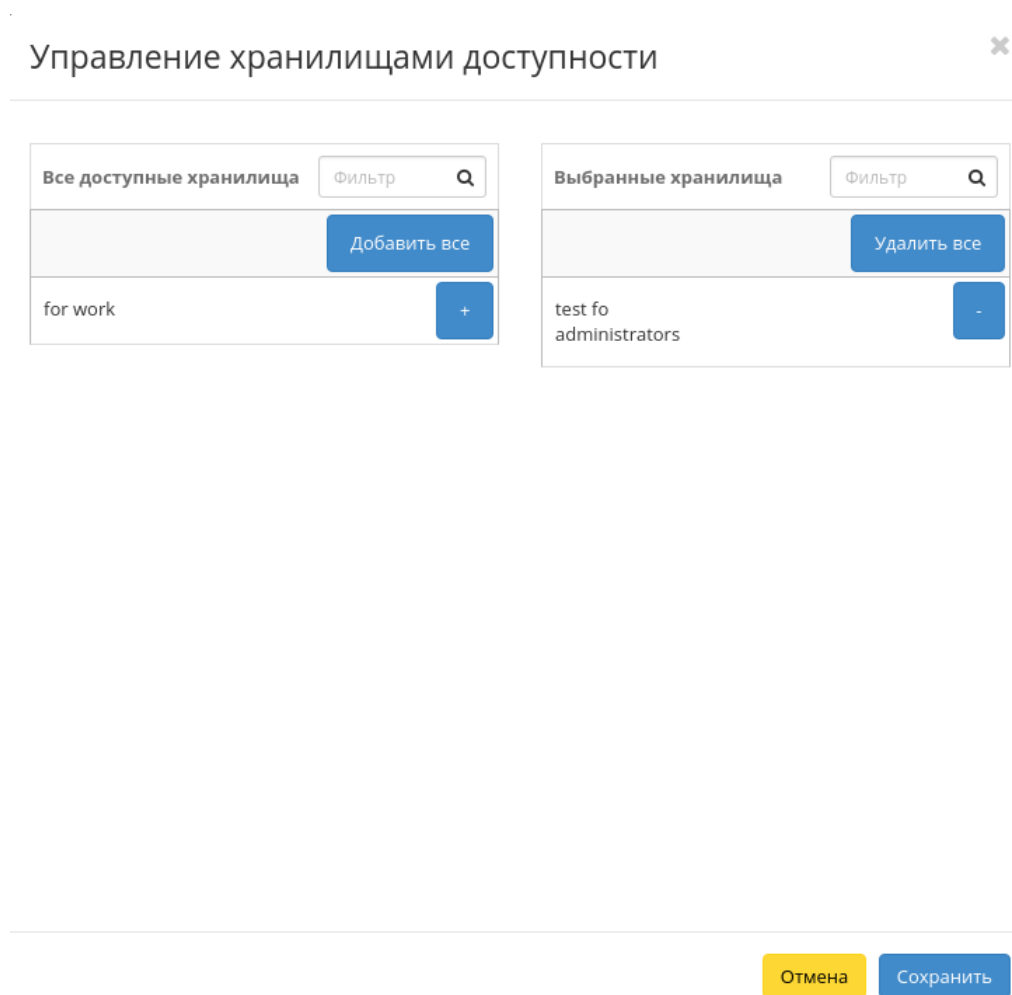 Управление хранилищами доступности
Все доступные хранилища Фильтр
Добавить все
for work +
Выбранные хранилища Фильтр
Удалить все
test fo
administrators -
Отмена Сохранить